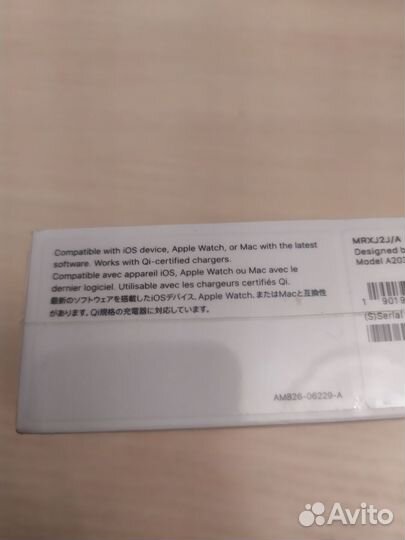 Compatible with iOS device, Apple Watch, or Mac with the latest
software. Works with Qi-certified chargers.
Compatible avec appareil iOS, Apple Watch ou Mac avec le
dernier logiciel. Utilisable avec les chargeurs certifiés Qi.
最新のソフトウェアを搭載したiOSデバイス、Apple Watch、またはMacと互換性
があります。Qi規格の充電器に対応しています。
AM826-06229-A
MRXJ2J/A
Designed b
Model A203
1 9019
(S)Serial
Avito